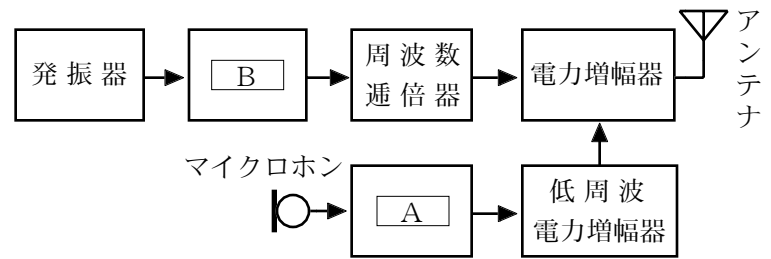 発振器
B
周波数
逓倍器
電力増幅器
アンテナ
マイクロホン
A
低周波
電力増幅器